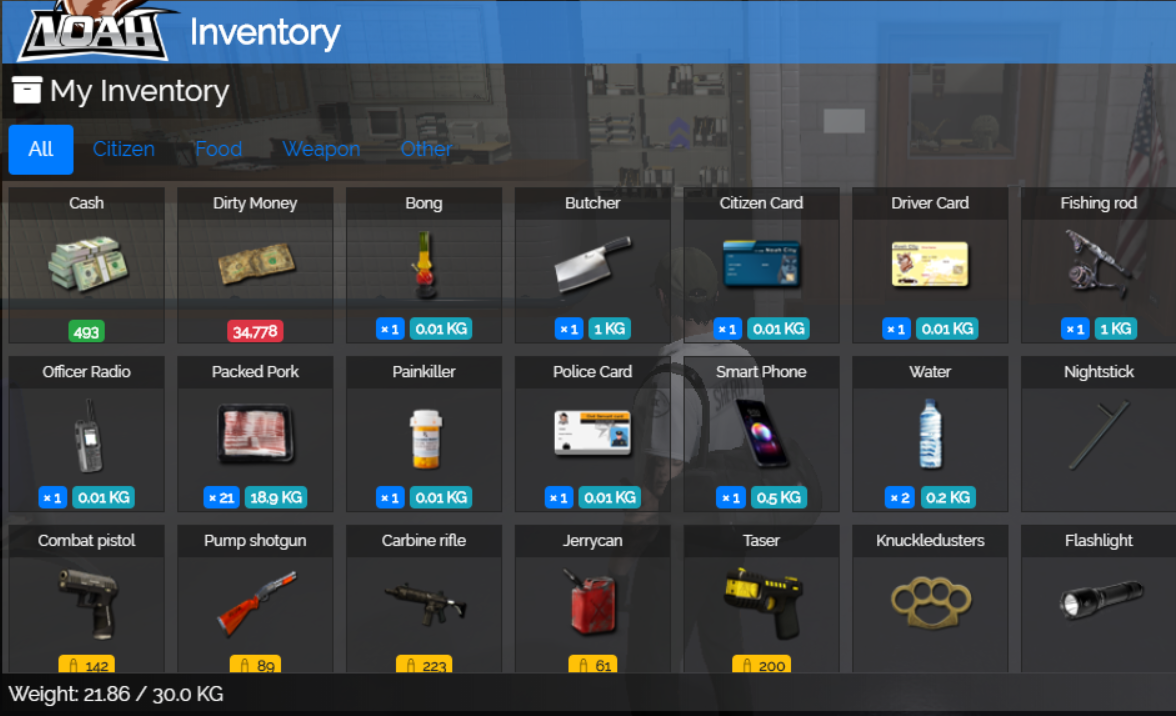 NOAH Inventory
My Inventory
All Citizen Food Weapon Other
Cash Dirty Money Bong Butcher Citizen Card Driver Card Fishing rod
493 34,778 × 1 0.01 KG × 1 1 KG × 1 0.01 KG × 1 0.01 KG × 1 1 KG
Officer Radio Packed Pork Painkiller Police Card Smart Phone Water Nightstick
× 1 0.01 KG × 21 18.9 KG × 1 0.01 KG × 1 0.01 KG × 1 0.5 KG × 2 0.2 KG
Combat pistol Pump shotgun Carbine rifle Jerrycan Taser Knuckledusters Flashlight
142 89 223 61 200
Weight: 21.86 / 30.0 KG